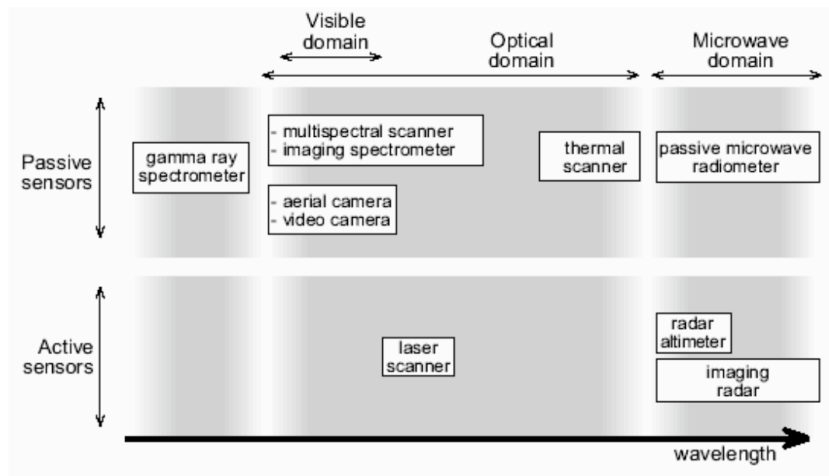 Visible
domain
Optical
domain
Microwave
domain
Passive
sensors
gamma ray
spectrometer
- multispectral scanner
- imaging spectrometer
- aerial camera
- video camera
thermal
scanner
passive microwave
radiometer
Active
sensors
laser
scanner
radar
altimeter
imaging
radar
wavelength